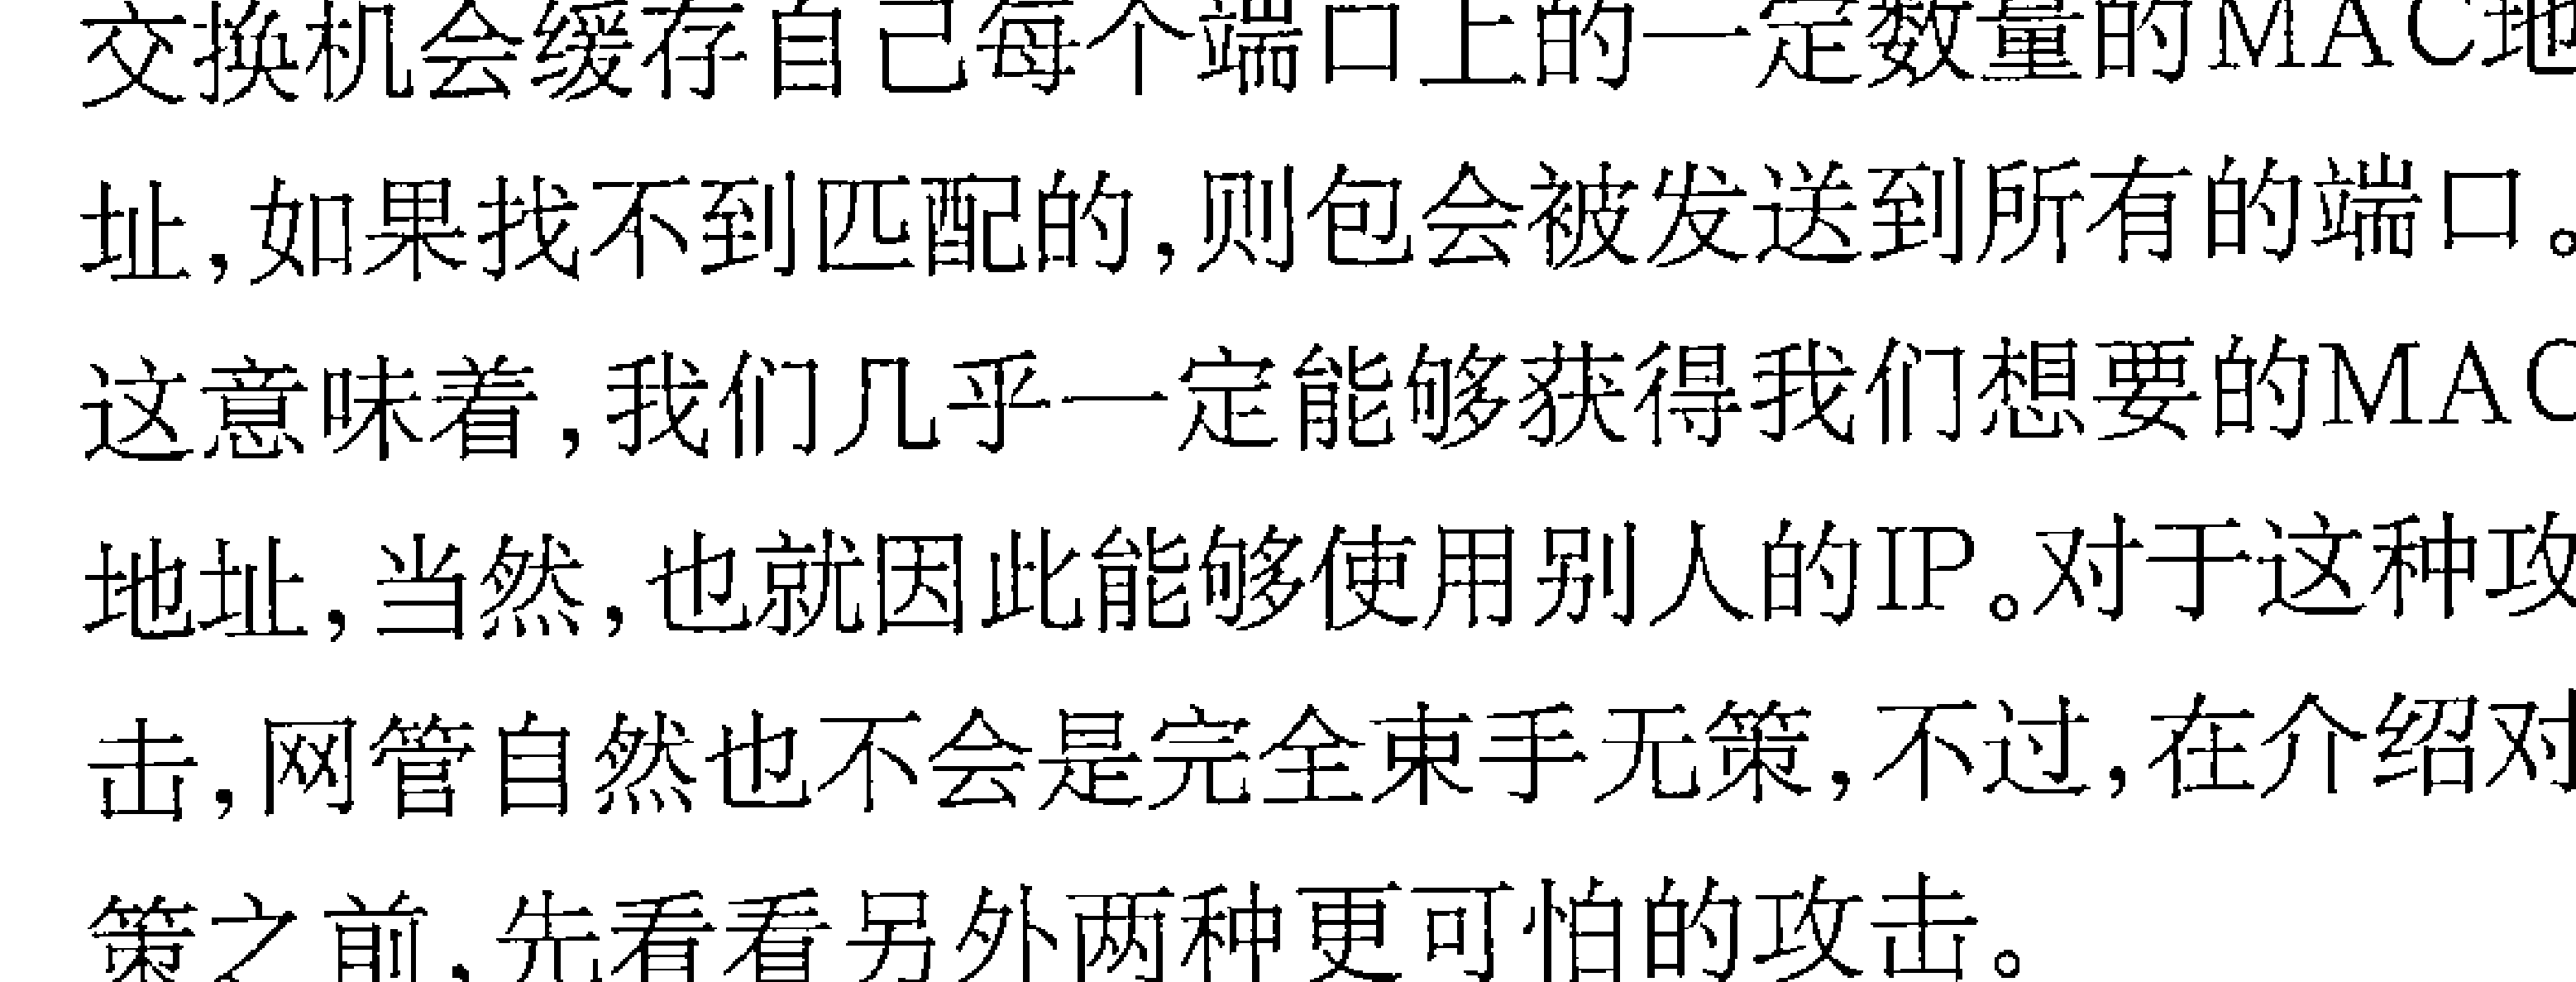 交换机会缓存自己每个端口上的一定数量的MAC地
址,如果找不到匹配的,则包会被发送到所有的端口。
这意味着,我们几乎一定能够获得我们想要的MAC
地址,当然,也就因此能够使用别人的IP。对于这种攻
击,网管自然也不会是完全束手无策,不过,在介绍对
策之前,先看看另外两种更可怕的攻击。